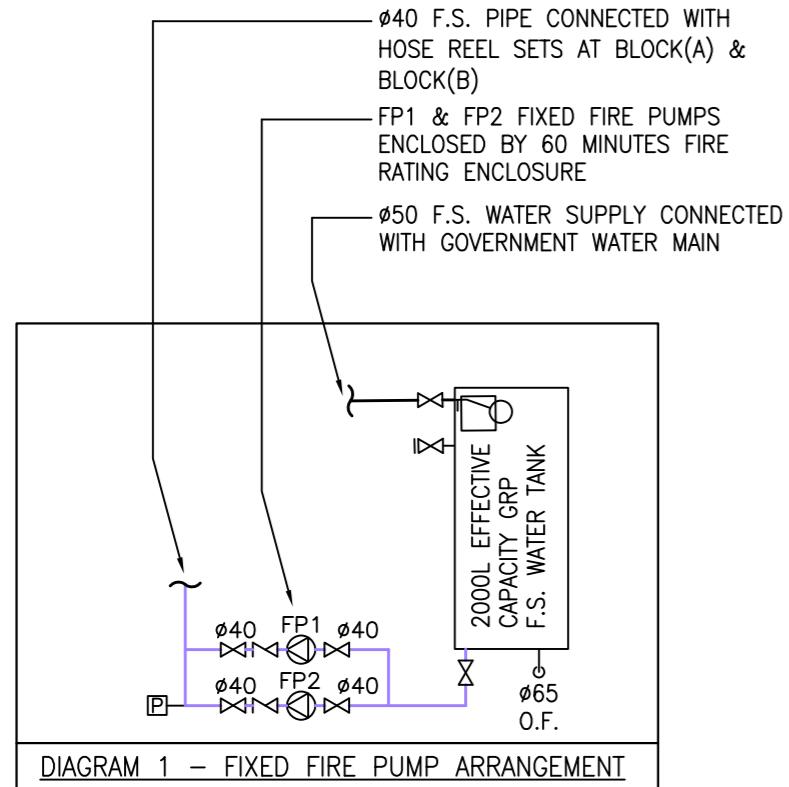 ø40 F.S. PIPE CONNECTED WITH
HOSE REEL SETS AT BLOCK(A) &
BLOCK(B)
FP1 & FP2 FIXED FIRE PUMPS
ENCLOSED BY 60 MINUTES FIRE
RATING ENCLOSURE
ø50 F.S. WATER SUPPLY CONNECTED
WITH GOVERNMENT WATER MAIN
2000L EFFECTIVE
CAPACITY GRP
F.S. WATER TANK
ø40 FP1 ø40
ø40 FP2 ø40
P
ø65
O.F.
DIAGRAM 1 – FIXED FIRE PUMP ARRANGEMENT